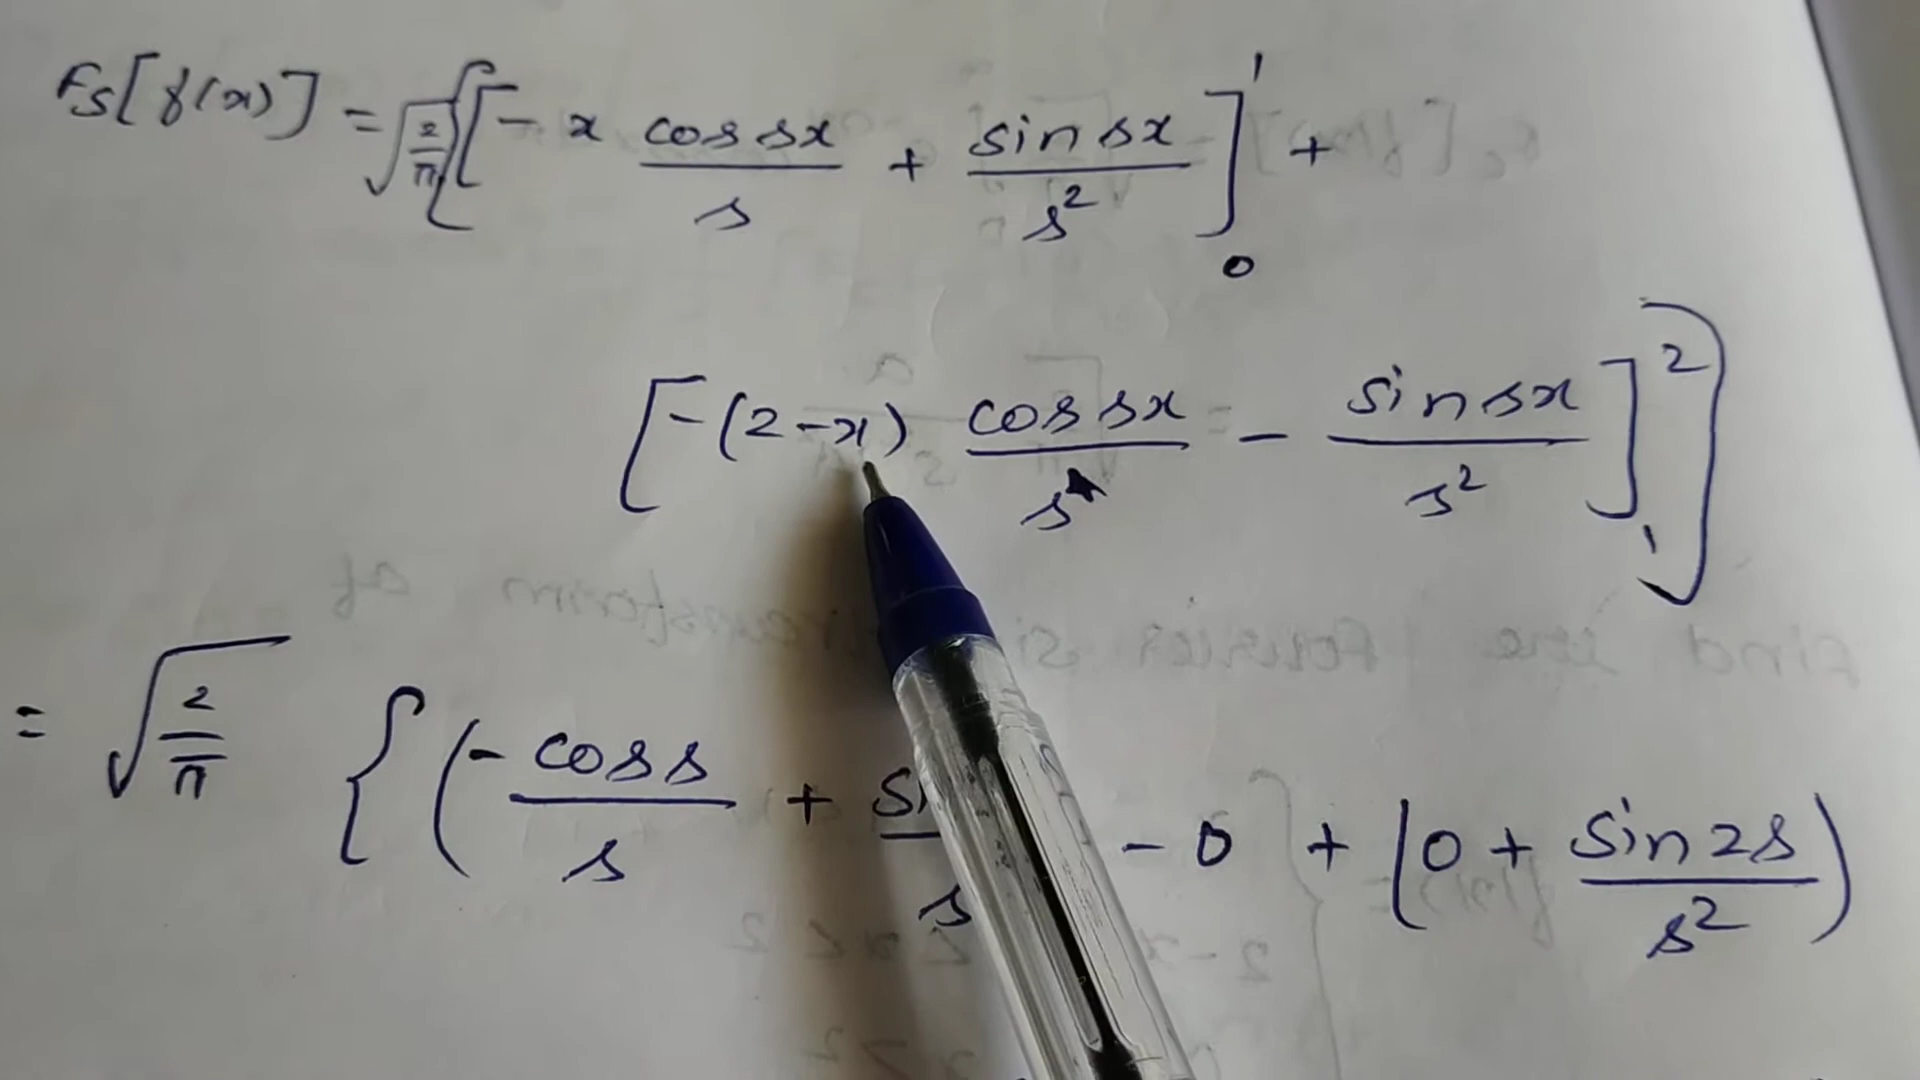 Fs[f(x)] = √(2/π) {[- x cos sx / s + sin sx / s²]₀¹ +
[-(2-x) cos sx / s - sin sx / s²]₁²}
= √(2/π) {(- cos s / s + - 0 + (0 + sin 2s / s²)